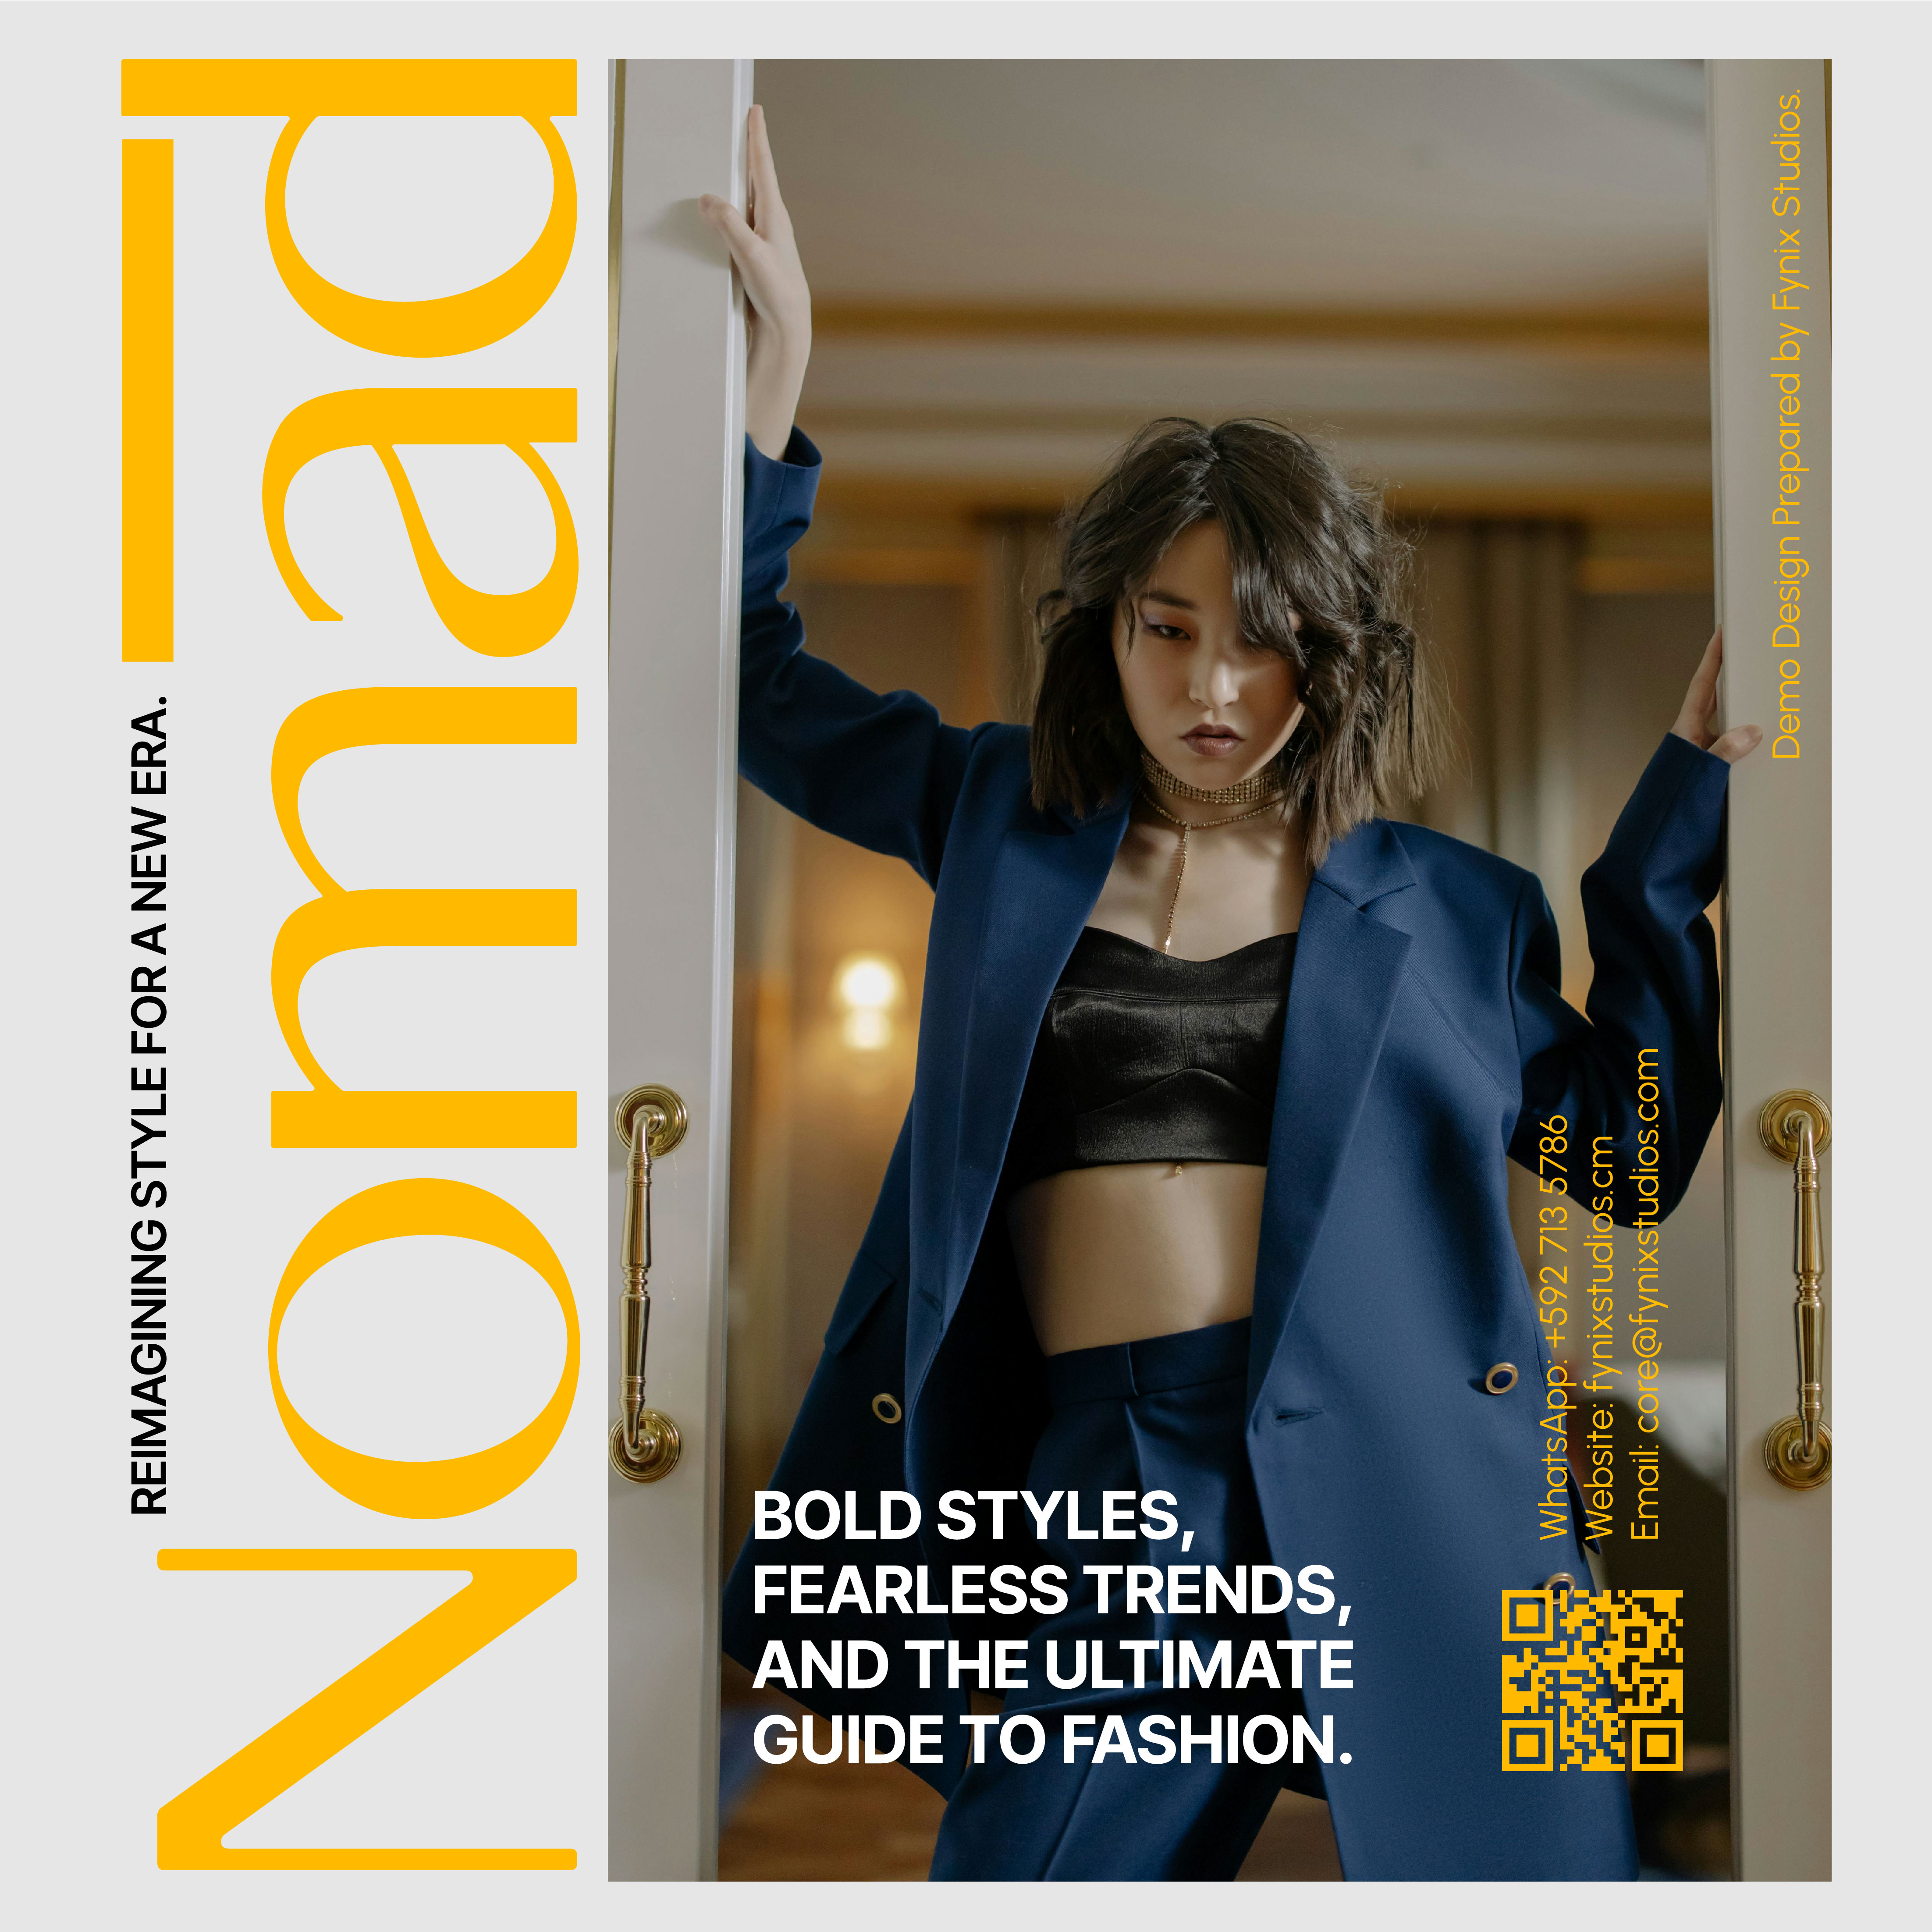 Nomad
REIMAGINING STYLE FOR A NEW ERA.
Demo Design Prepared by Fynix Studios.
WhatsApp: +592 713 5786
Website: fynixstudios.cm
Email: core@fynixstudios.com
BOLD STYLES,
FEARLESS TRENDS,
AND THE ULTIMATE
GUIDE TO FASHION.